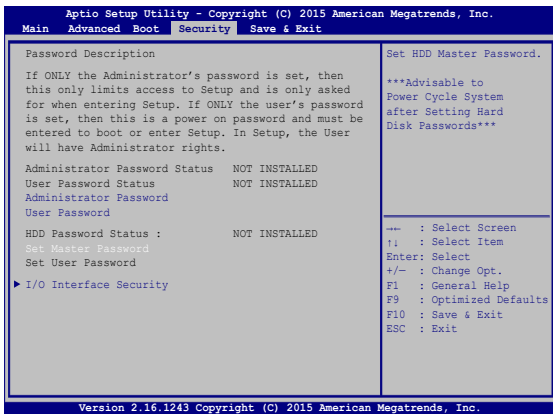 Aptio Setup Utility - Copyright (C) 2015 American Megatrends, Inc.
Main Advanced Boot Security Save & Exit
Password Description
If ONLY the Administrator's password is set, then
this only limits access to Setup and is only asked
for when entering Setup. If ONLY the user's password
is set, then this is a power on password and must be
entered to boot or enter Setup. In Setup, the User
will have Administrator rights.
Administrator Password Status NOT INSTALLED
User Password Status NOT INSTALLED
Administrator Password
User Password
HDD Password Status : NOT INSTALLED
Set Master Password
Set User Password
I/O Interface Security
Set HDD Master Password.
***Advisable to
Power Cycle System
after Setting Hard
Disk Passwords***
→← : Select Screen
↑↓ : Select Item
Enter: Select
+/— : Change Opt.
F1 : General Help
F9 : Optimized Defaults
F10 : Save & Exit
ESC : Exit
Version 2.16.1243 Copyright (C) 2015 American Megatrends, Inc.